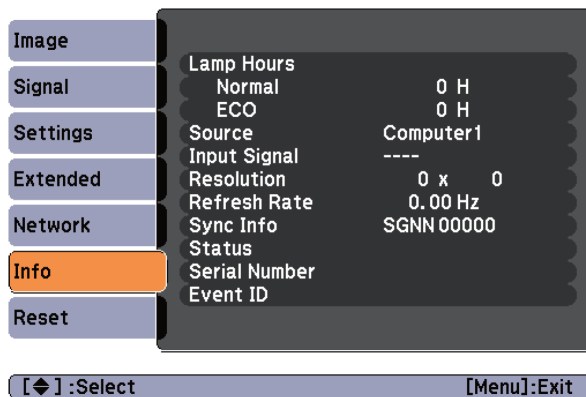 Image
Signal
Settings
Extended
Network
Info
Reset
Lamp Hours
Normal 0 H
ECO 0 H
Source Computer1
Input Signal ----
Resolution 0 x 0
Refresh Rate 0.00 Hz
Sync Info SGNN 00000
Status
Serial Number
Event ID
[◆] :Select [Menu]:Exit